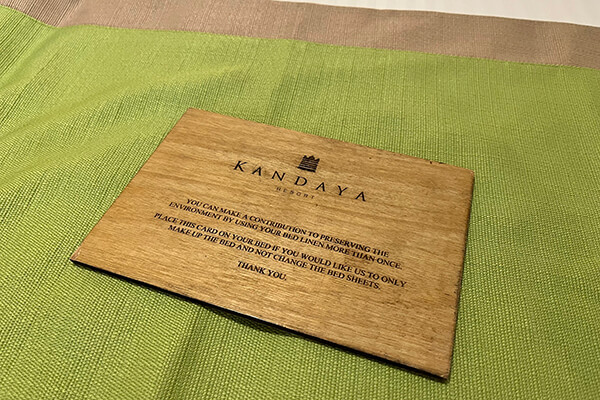 KANDAYA
RESORT
YOU CAN MAKE A CONTRIBUTION TO PRESERVING THE
ENVIRONMENT BY USING YOUR BED LINEN MORE THAN ONCE.
PLACE THIS CARD ON YOUR BED IF YOU WOULD LIKE US TO ONLY
MAKE UP THE BED AND NOT CHANGE THE BED SHEETS.
THANK YOU.